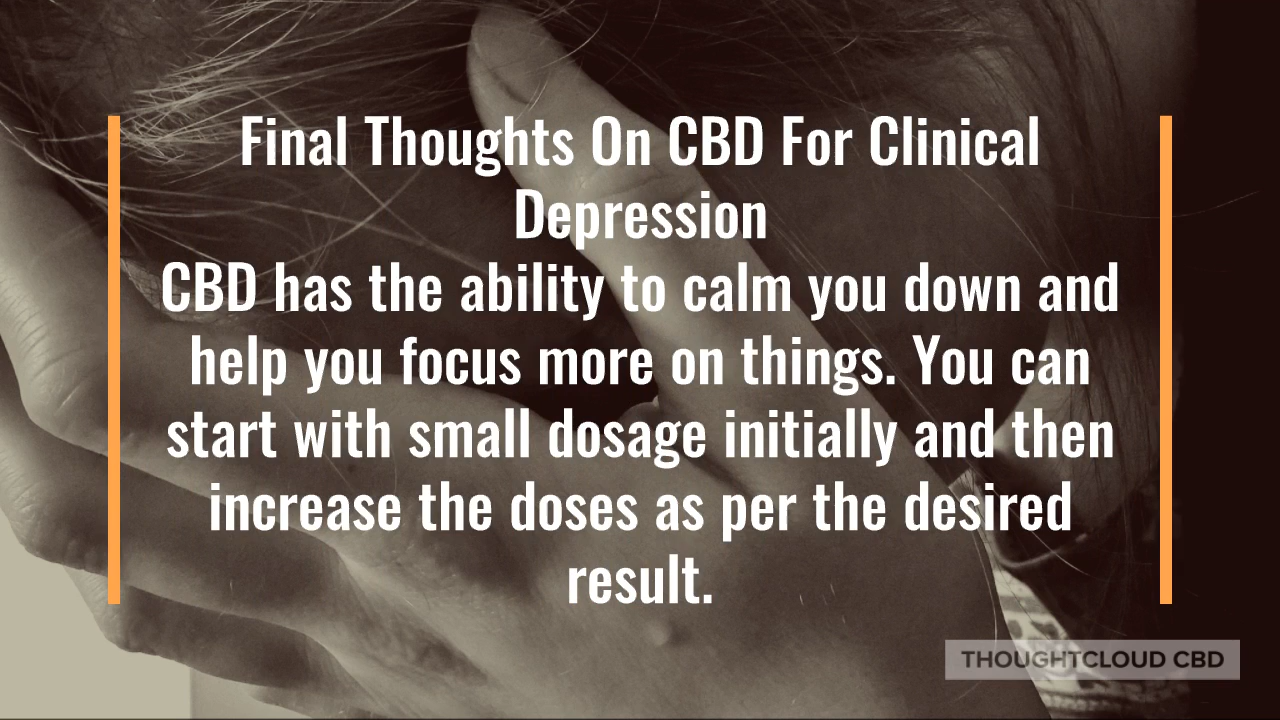 Final Thoughts On CBD For Clinical
Depression
CBD has the ability to calm you down and
help you focus more on things. You can
start with small dosage initially and then
increase the doses as per the desired
result.
THOUGHTCLOUD CBD